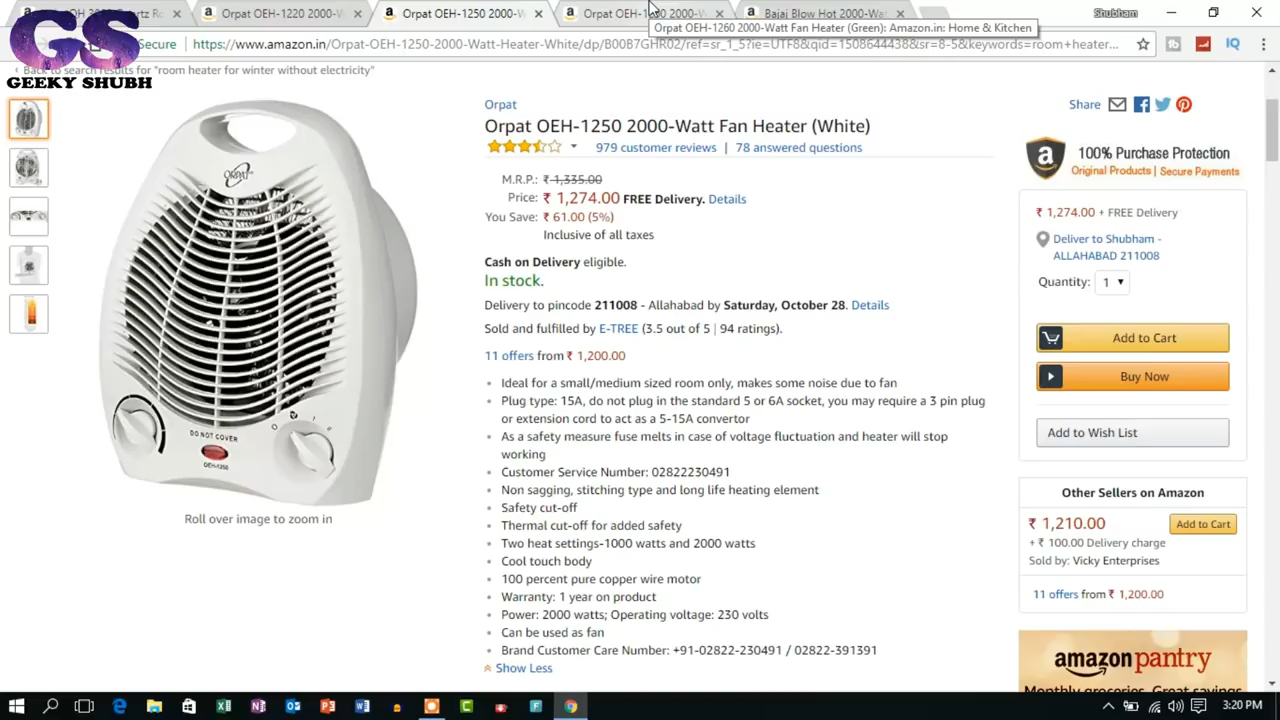 Orpat OEH-1220 2000-W
Orpat OEH-1250 2000-W
Bajaj Blow Hot 2000-Wa
Shubham
Orpat OEH-1260 2000-Watt Fan Heater (Green): Amazon.in: Home & Kitchen
GS
GEEKY SHUBH
Secure
https://www.amazon.in/Orpat-OEH-1250-2000-Watt-Heater-White/dp/B00B7GHR02/ref=sr_1_5?ie=UTF8&qid=1508644438&sr=8-5&keywords=room+heater...
Back to search results for "room heater for winter without electricity"
Orpat
Orpat OEH-1250 2000-Watt Fan Heater (White)
979 customer reviews | 78 answered questions
M.R.P.: ₹ 1,335.00
Price: ₹ 1,274.00 FREE Delivery. Details
You Save: ₹ 61.00 (5%)
Inclusive of all taxes
Cash on Delivery eligible.
In stock.
Delivery to pincode 211008 - Allahabad by Saturday, October 28. Details
Sold and fulfilled by E-TREE (3.5 out of 5 | 94 ratings).
11 offers from ₹ 1,200.00
Ideal for a small/medium sized room only, makes some noise due to fan
Plug type: 15A, do not plug in the standard 5 or 6A socket, you may require a 3 pin plug
or extension cord to act as a 5-15A convertor
As a safety measure fuse melts in case of voltage fluctuation and heater will stop
working
Customer Service Number: 02822230491
Non sagging, stitching type and long life heating element
Safety cut-off
Thermal cut-off for added safety
Two heat settings-1000 watts and 2000 watts
Cool touch body
100 percent pure copper wire motor
Warranty: 1 year on product
Power: 2000 watts; Operating voltage: 230 volts
Can be used as fan
Brand Customer Care Number: +91-02822-230491 / 02822-391391
Show Less
ORPAT
DO NOT COVER
OEH-1250
Roll over image to zoom in
Share
100% Purchase Protection
Original Products | Secure Payments
₹ 1,274.00 + FREE Delivery
Deliver to Shubham -
ALLAHABAD 211008
Quantity: 1
Add to Cart
Buy Now
Add to Wish List
Other Sellers on Amazon
₹ 1,210.00 Add to Cart
+ ₹ 100.00 Delivery charge
Sold by: Vicky Enterprises
11 offers from ₹ 1,200.00
amazonpantry
Monthly groceries. Great savings
3:20 PM